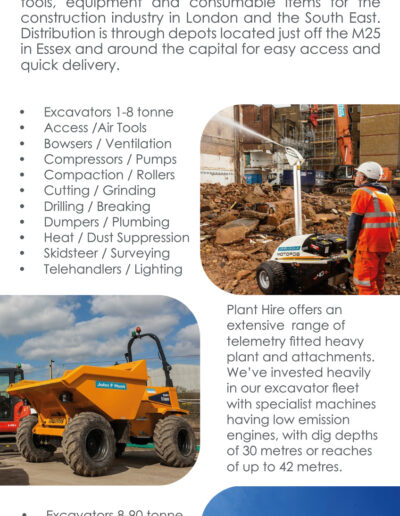 tools, equipment and consumable items for the
construction industry in London and the South East.
Distribution is through depots located just off the M25
in Essex and around the capital for easy access and
quick delivery.
• Excavators 1-8 tonne
• Access /Air Tools
• Bowsers / Ventilation
• Compressors / Pumps
• Compaction / Rollers
• Cutting / Grinding
• Drilling / Breaking
• Dumpers / Plumbing
• Heat / Dust Suppression
• Skidsteer / Surveying
• Telehandlers / Lighting
MOTOFOG
John F Hunt
Plant Hire offers an
extensive range of
telemetry fitted heavy
plant and attachments.
We've invested heavily
in our excavator fleet
with specialist machines
having low emission
engines, with dig depths
of 30 metres or reaches
of up to 42 metres.
• Excavators 8-90 tonne